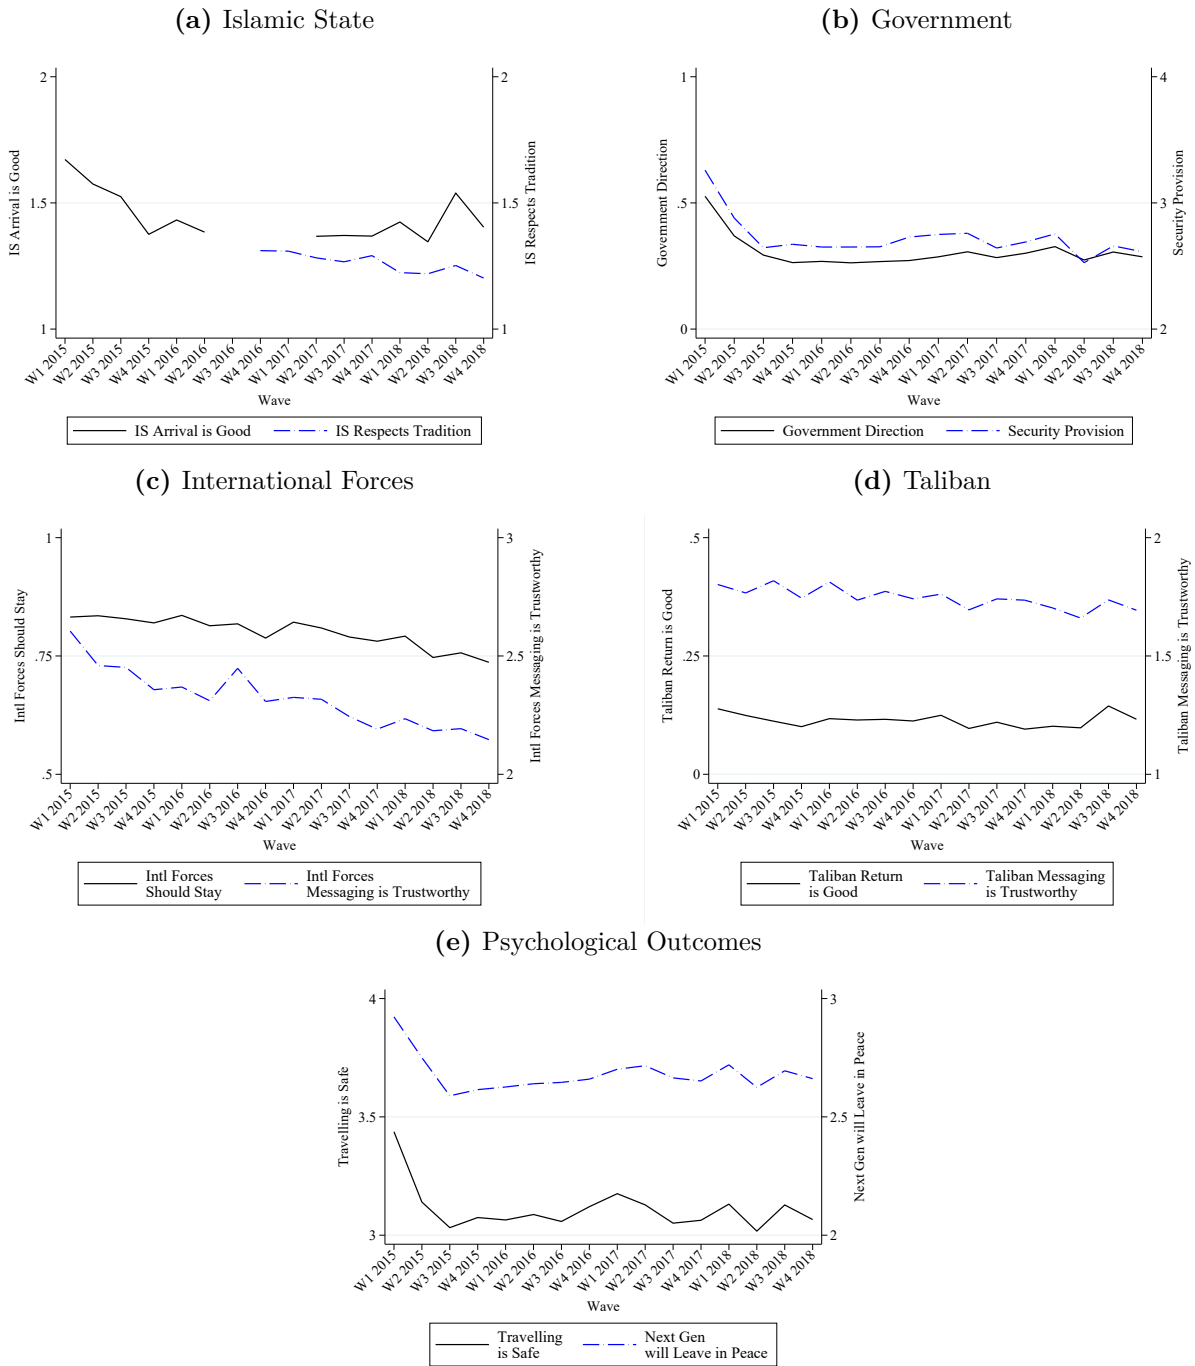 (a) Islamic State
2
1.5
1
IS Arrival is Good
2
1.5
1
IS Respects Tradition
W1 2015
W2 2015
W3 2015
W4 2015
W1 2016
W2 2016
W3 2016
W4 2016
W1 2017
W2 2017
W3 2017
W4 2017
W1 2018
W2 2018
W3 2018
W4 2018
Wave
IS Arrival is Good
IS Respects Tradition
(b) Government
1
.5
0
Government Direction
4
3
2
Security Provision
W1 2015
W2 2015
W3 2015
W4 2015
W1 2016
W2 2016
W3 2016
W4 2016
W1 2017
W2 2017
W3 2017
W4 2017
W1 2018
W2 2018
W3 2018
W4 2018
Wave
Government Direction
Security Provision
(c) International Forces
1
.75
.5
Intl Forces Should Stay
3
2.5
2
Intl Forces Messaging is Trustworthy
W1 2015
W2 2015
W3 2015
W4 2015
W1 2016
W2 2016
W3 2016
W4 2016
W1 2017
W2 2017
W3 2017
W4 2017
W1 2018
W2 2018
W3 2018
W4 2018
Wave
Intl Forces
Should Stay
Intl Forces
Messaging is Trustworthy
(d) Taliban
.5
.25
0
Taliban Return is Good
2
1.5
1
Taliban Messaging is Trustworthy
W1 2015
W2 2015
W3 2015
W4 2015
W1 2016
W2 2016
W3 2016
W4 2016
W1 2017
W2 2017
W3 2017
W4 2017
W1 2018
W2 2018
W3 2018
W4 2018
Wave
Taliban Return
is Good
Taliban Messaging
is Trustworthy
(e) Psychological Outcomes
4
3.5
3
Travelling is Safe
3
2.5
2
Next Gen will Leave in Peace
W1 2015
W2 2015
W3 2015
W4 2015
W1 2016
W2 2016
W3 2016
W4 2016
W1 2017
W2 2017
W3 2017
W4 2017
W1 2018
W2 2018
W3 2018
W4 2018
Wave
Travelling
is Safe
Next Gen
will Leave in Peace